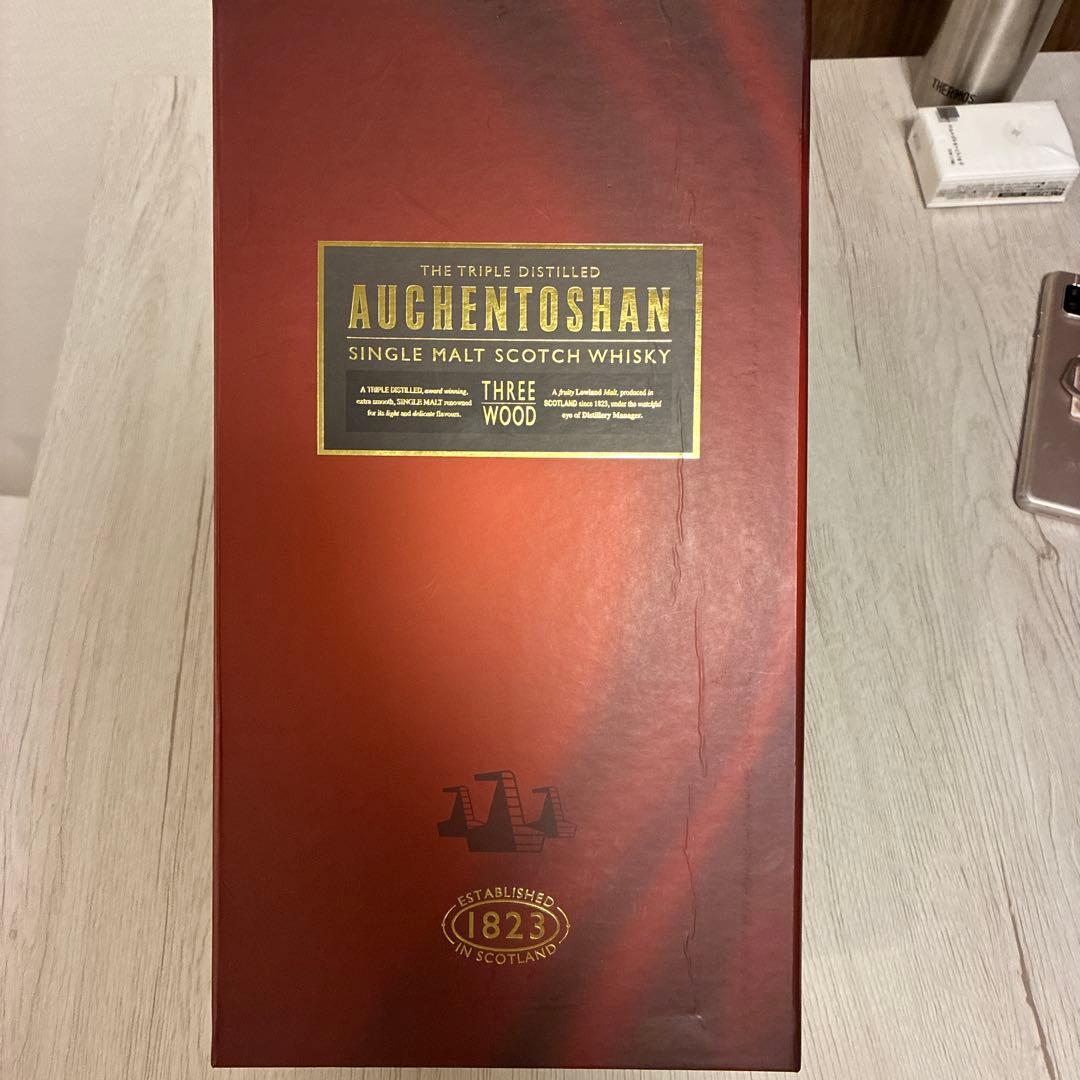 THE TRIPLE DISTILLED
AUCHENTOSHAN
SINGLE MALT SCOTCH WHISKY
A TRIPLE DISTILLED, award winning,
extra smooth, SINGLE MALT renowned
for its light and delicate flavours.
THREE
WOOD
A fruity Lowland Malt, produced in
SCOTLAND since 1823, under the watchful
eye of Distillery Manager.
ESTABLISHED
1823
IN SCOTLAND
THERMOS